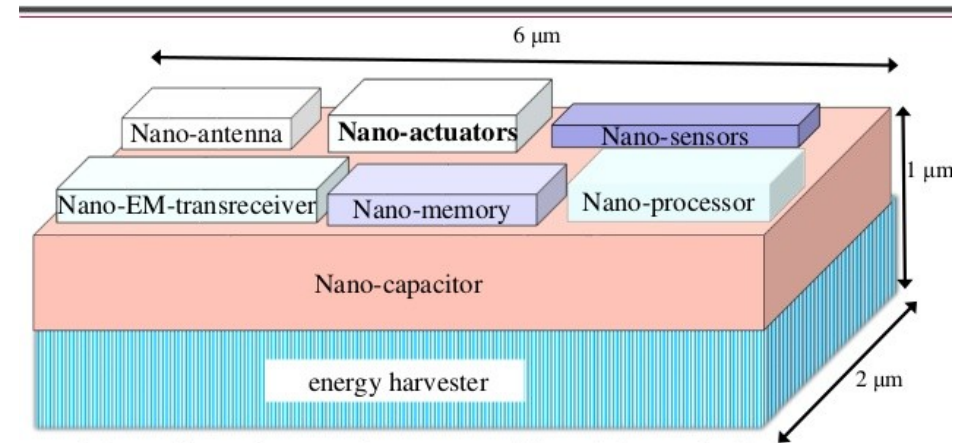 6 μm
Nano-antenna
Nano-actuators
Nano-sensors
1 μm
Nano-EM-transreceiver
Nano-memory
Nano-processor
Nano-capacitor
2 μm
energy harvester